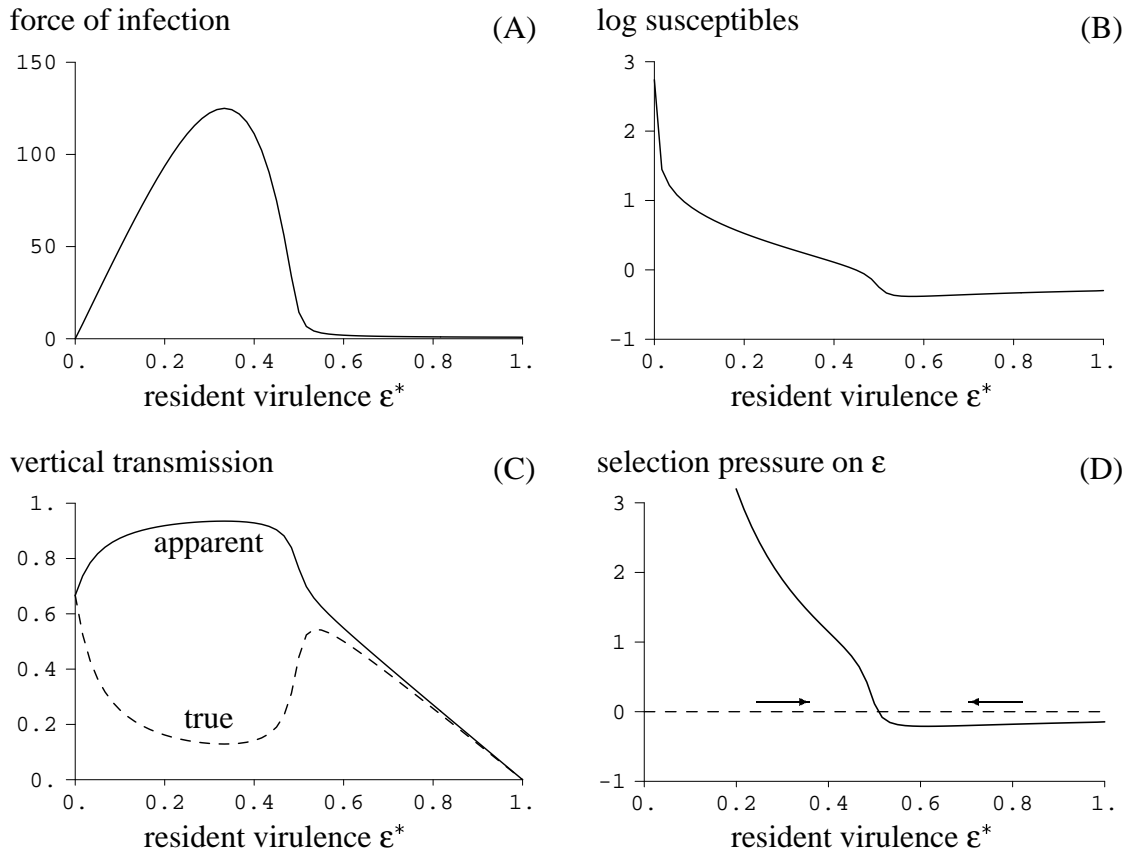 force of infection
(A)
150
100
50
0
0. 0.2 0.4 0.6 0.8 1.
resident virulence ε*
log susceptibles
(B)
3
2
1
0
-1
0. 0.2 0.4 0.6 0.8 1.
resident virulence ε*
vertical transmission
(C)
1.
0.8
0.6
0.4
0.2
0.
apparent
true
0. 0.2 0.4 0.6 0.8 1.
resident virulence ε*
selection pressure on ε
(D)
3
2
1
0
-1
0. 0.2 0.4 0.6 0.8 1.
resident virulence ε*